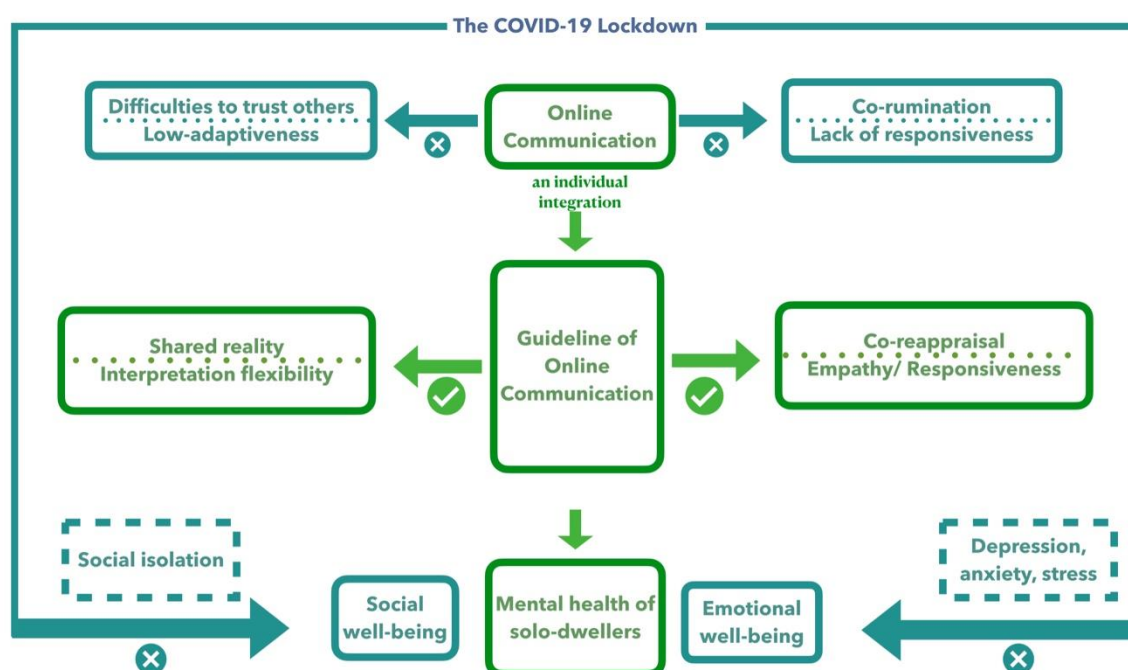 The COVID-19 Lockdown
Difficulties to trust others
Low-adaptiveness
Online
Communication
Co-rumination
Lack of responsiveness
an individual
integration
Shared reality
Interpretation flexibility
Guideline of
Online
Communication
Co-reappraisal
Empathy/ Responsiveness
Social isolation
Depression,
anxiety, stress
Social
well-being
Mental health of
solo-dwellers
Emotional
well-being